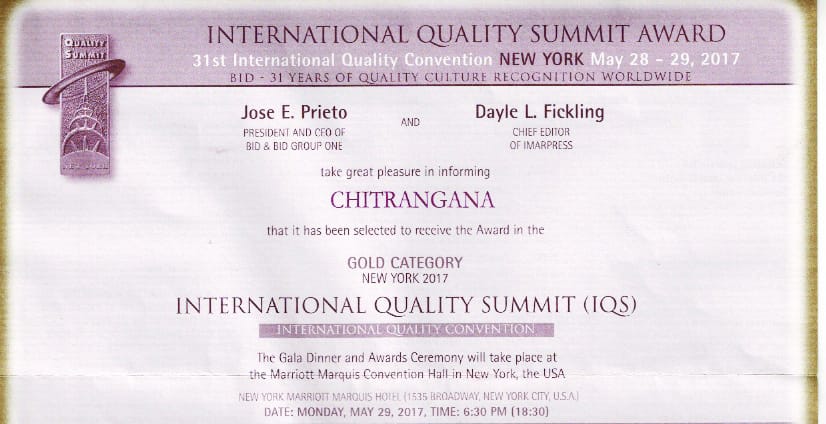 QUALITY
SUMMIT
NEW YORK
INTERNATIONAL QUALITY SUMMIT AWARD
31st International Quality Convention NEW YORK May 28 - 29, 2017
BID - 31 YEARS OF QUALITY CULTURE RECOGNITION WORLDWIDE
Jose E. Prieto
PRESIDENT AND CEO OF
BID & BID GROUP ONE
AND
Dayle L. Fickling
CHIEF EDITOR
OF IMARPRESS
take great pleasure in informing
CHITRANGANA
that it has been selected to receive the Award in the
GOLD CATEGORY
NEW YORK 2017
INTERNATIONAL QUALITY SUMMIT (IQS)
INTERNATIONAL QUALITY CONVENTION
The Gala Dinner and Awards Ceremony will take place at
the Marriott Marquis Convention Hall in New York, the USA
NEW YORK MARRIOTT MARQUIS HOTEL (1535 BROADWAY, NEW YORK CITY, U.S.A.)
DATE: MONDAY, MAY 29, 2017, TIME: 6:30 PM (18:30)